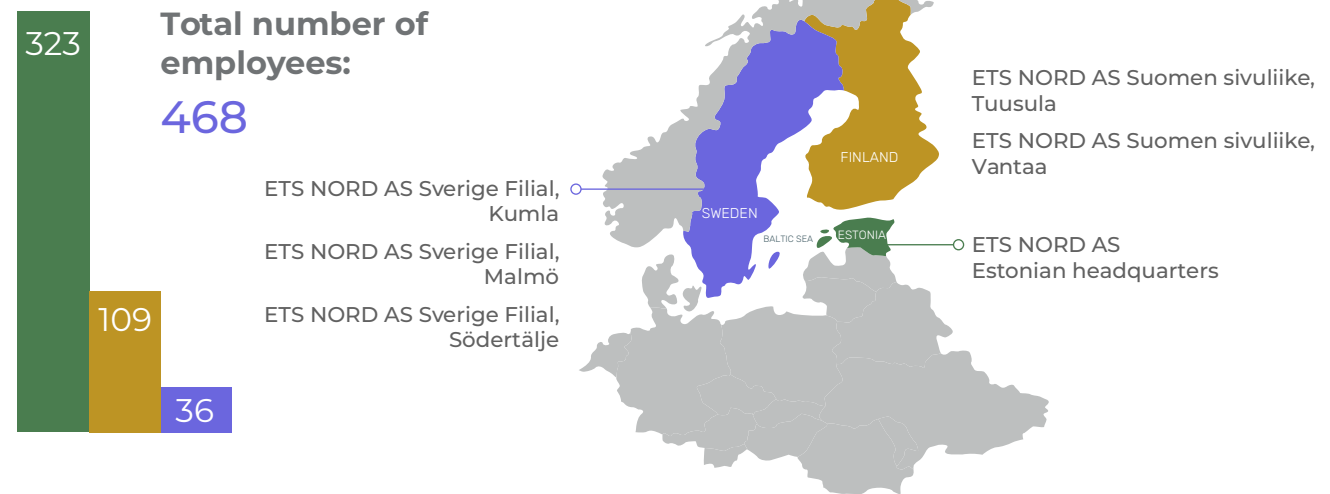 323
109
36
Total number of
employees:
468
ETS NORD AS Sverige Filial,
Kumla
ETS NORD AS Sverige Filial,
Malmö
ETS NORD AS Sverige Filial,
Södertälje
SWEDEN
FINLAND
BALTIC SEA
ESTONIA
ETS NORD AS Suomen sivuliike,
Tuusula
ETS NORD AS Suomen sivuliike,
Vantaa
ETS NORD AS
Estonian headquarters